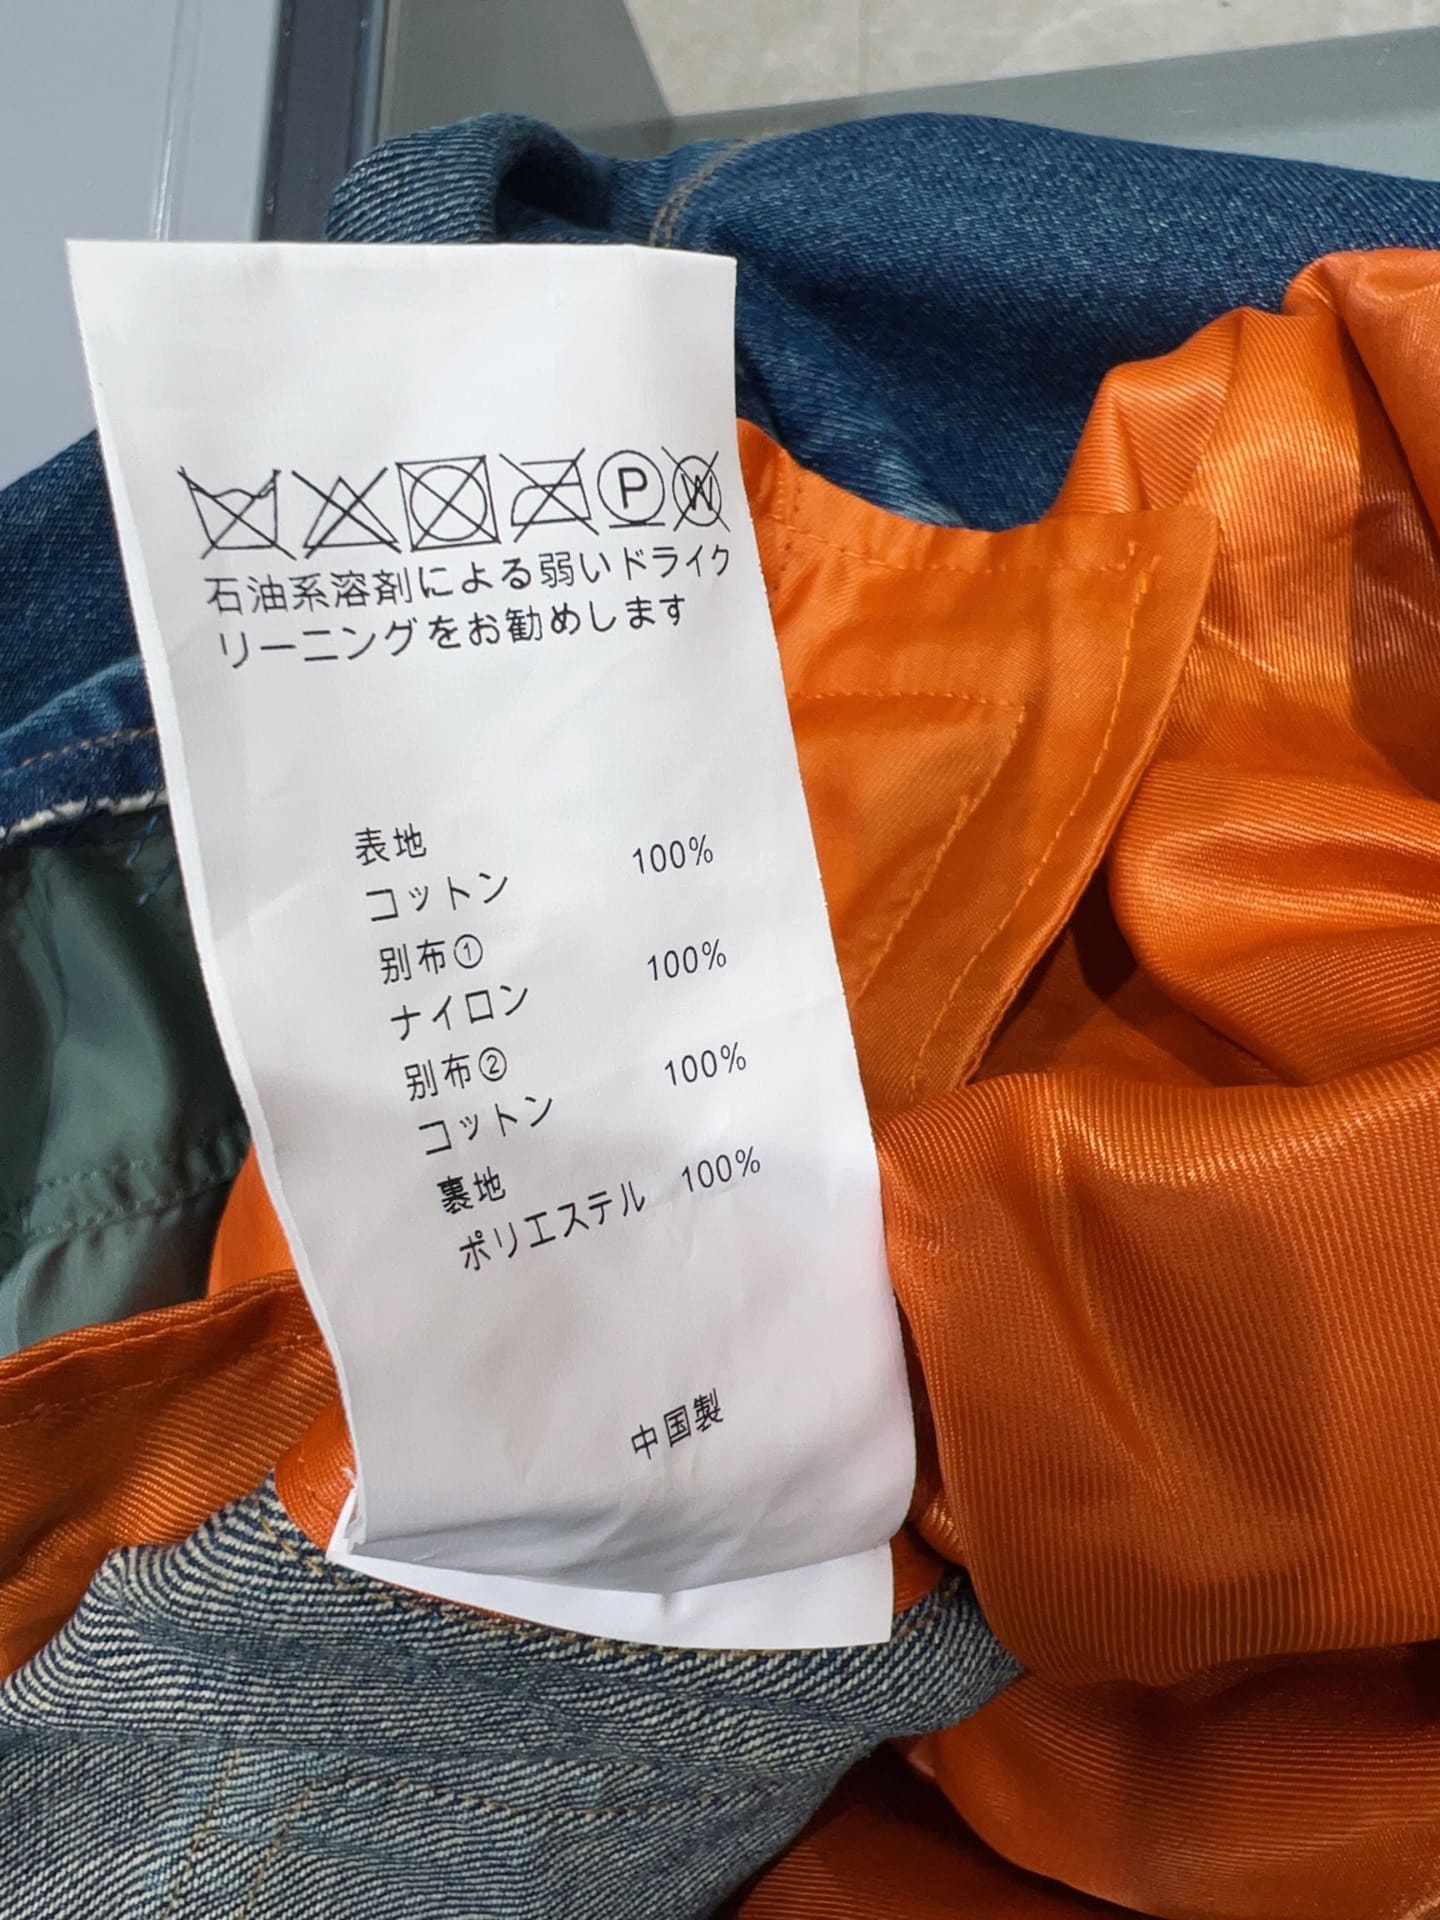 P W
石油系溶剤による弱いドライク
リーニングをお勧めします
表地
コットン 100%
別布①
ナイロン 100%
別布②
コットン 100%
裏地
ポリエステル 100%
中国製